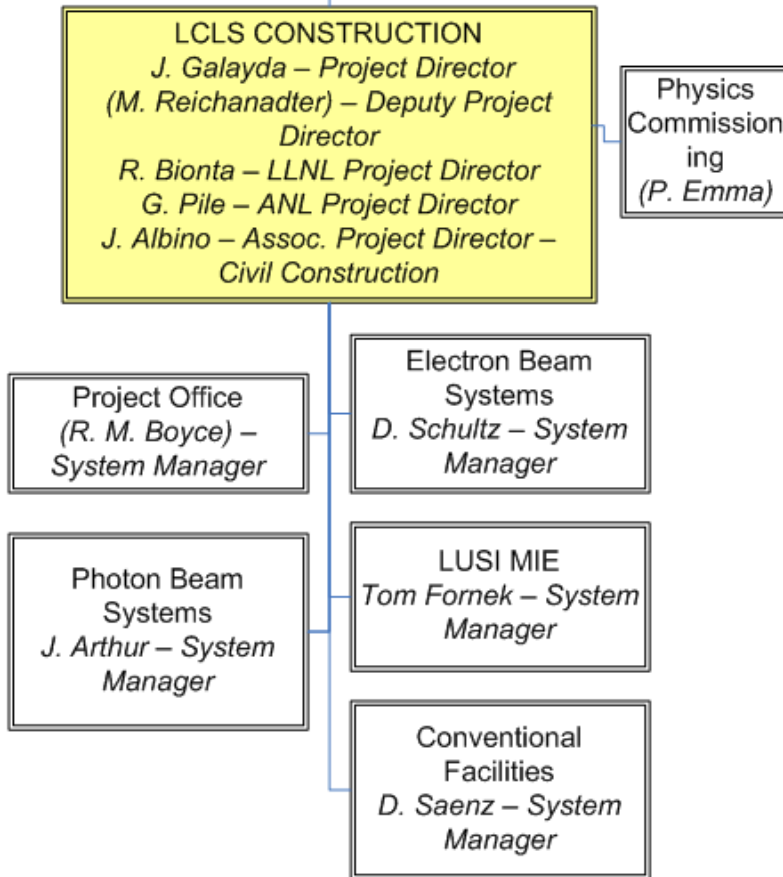 LCLS CONSTRUCTION
J. Galayda – Project Director
(M. Reichanadter) – Deputy Project
Director
R. Bionta – LLNL Project Director
G. Pile – ANL Project Director
J. Albino – Assoc. Project Director –
Civil Construction
Physics
Commission
ing
(P. Emma)
Project Office
(R. M. Boyce) –
System Manager
Electron Beam
Systems
D. Schultz – System
Manager
Photon Beam
Systems
J. Arthur – System
Manager
LUSI MIE
Tom Fornek – System
Manager
Conventional
Facilities
D. Saenz – System
Manager